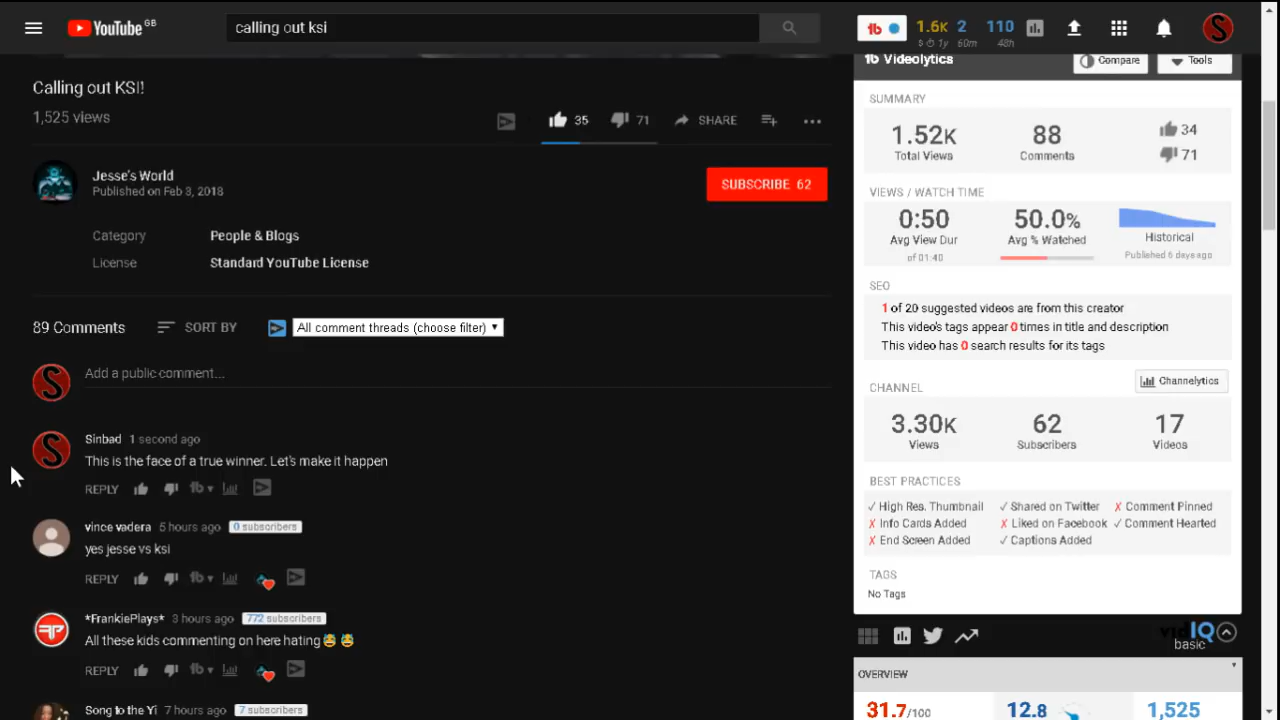 YouTube GB
calling out ksi
1.6K 2 110
1y 60m 48h
Calling out KSI!
1,525 views
35 71 SHARE
Jesse's World
Published on Feb 3, 2018
SUBSCRIBE 62
Category People & Blogs
License Standard YouTube License
89 Comments SORT BY All comment threads (choose filter)
Add a public comment...
Sinbad 1 second ago
This is the face of a true winner. Let's make it happen
REPLY
vince vadera 5 hours ago 0 subscribers
yes jesse vs ksi
REPLY
*FrankiePlays* 3 hours ago 772 subscribers
All these kids commenting on here hating 😂 😂
REPLY
Song to the Yi 7 hours ago 7 subscribers
Videolytics Compare Tools
SUMMARY
1.52K 88 34
Total Views Comments 71
VIEWS / WATCH TIME
0:50 50.0%
Avg View Dur Avg % Watched Historical
of 01:40 Published 6 days ago
SEO
1 of 20 suggested videos are from this creator
This video's tags appear 0 times in title and description
This video has 0 search results for its tags
CHANNEL Channelytics
3.30K 62 17
Views Subscribers Videos
BEST PRACTICES
✓ High Res. Thumbnail ✓ Shared on Twitter ✗ Comment Pinned
✗ Info Cards Added ✗ Liked on Facebook ✓ Comment Hearted
✗ End Screen Added ✓ Captions Added
TAGS
No Tags
vidIQ
basic
OVERVIEW
31.7/100 12.8 1,525